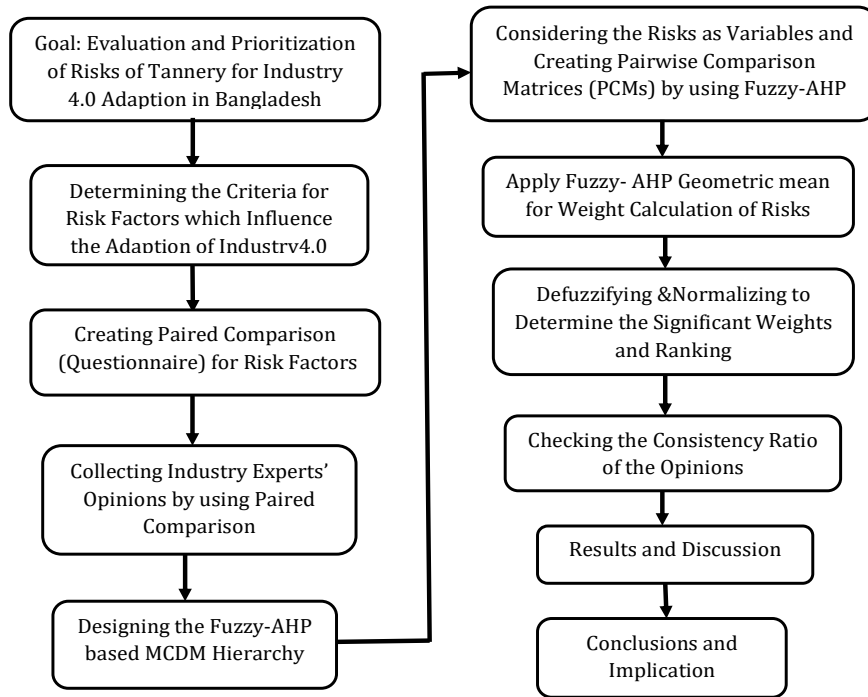 Goal: Evaluation and Prioritization
of Risks of Tannery for Industry
4.0 Adaption in Bangladesh
Determining the Criteria for
Risk Factors which Influence
the Adaption of Industry4.0
Creating Paired Comparison
(Questionnaire) for Risk Factors
Collecting Industry Experts’
Opinions by using Paired
Comparison
Designing the Fuzzy-AHP
based MCDM Hierarchy
Considering the Risks as Variables and
Creating Pairwise Comparison
Matrices (PCMs) by using Fuzzy-AHP
Apply Fuzzy- AHP Geometric mean
for Weight Calculation of Risks
Defuzzifying &Normalizing to
Determine the Significant Weights
and Ranking
Checking the Consistency Ratio
of the Opinions
Results and Discussion
Conclusions and
Implication